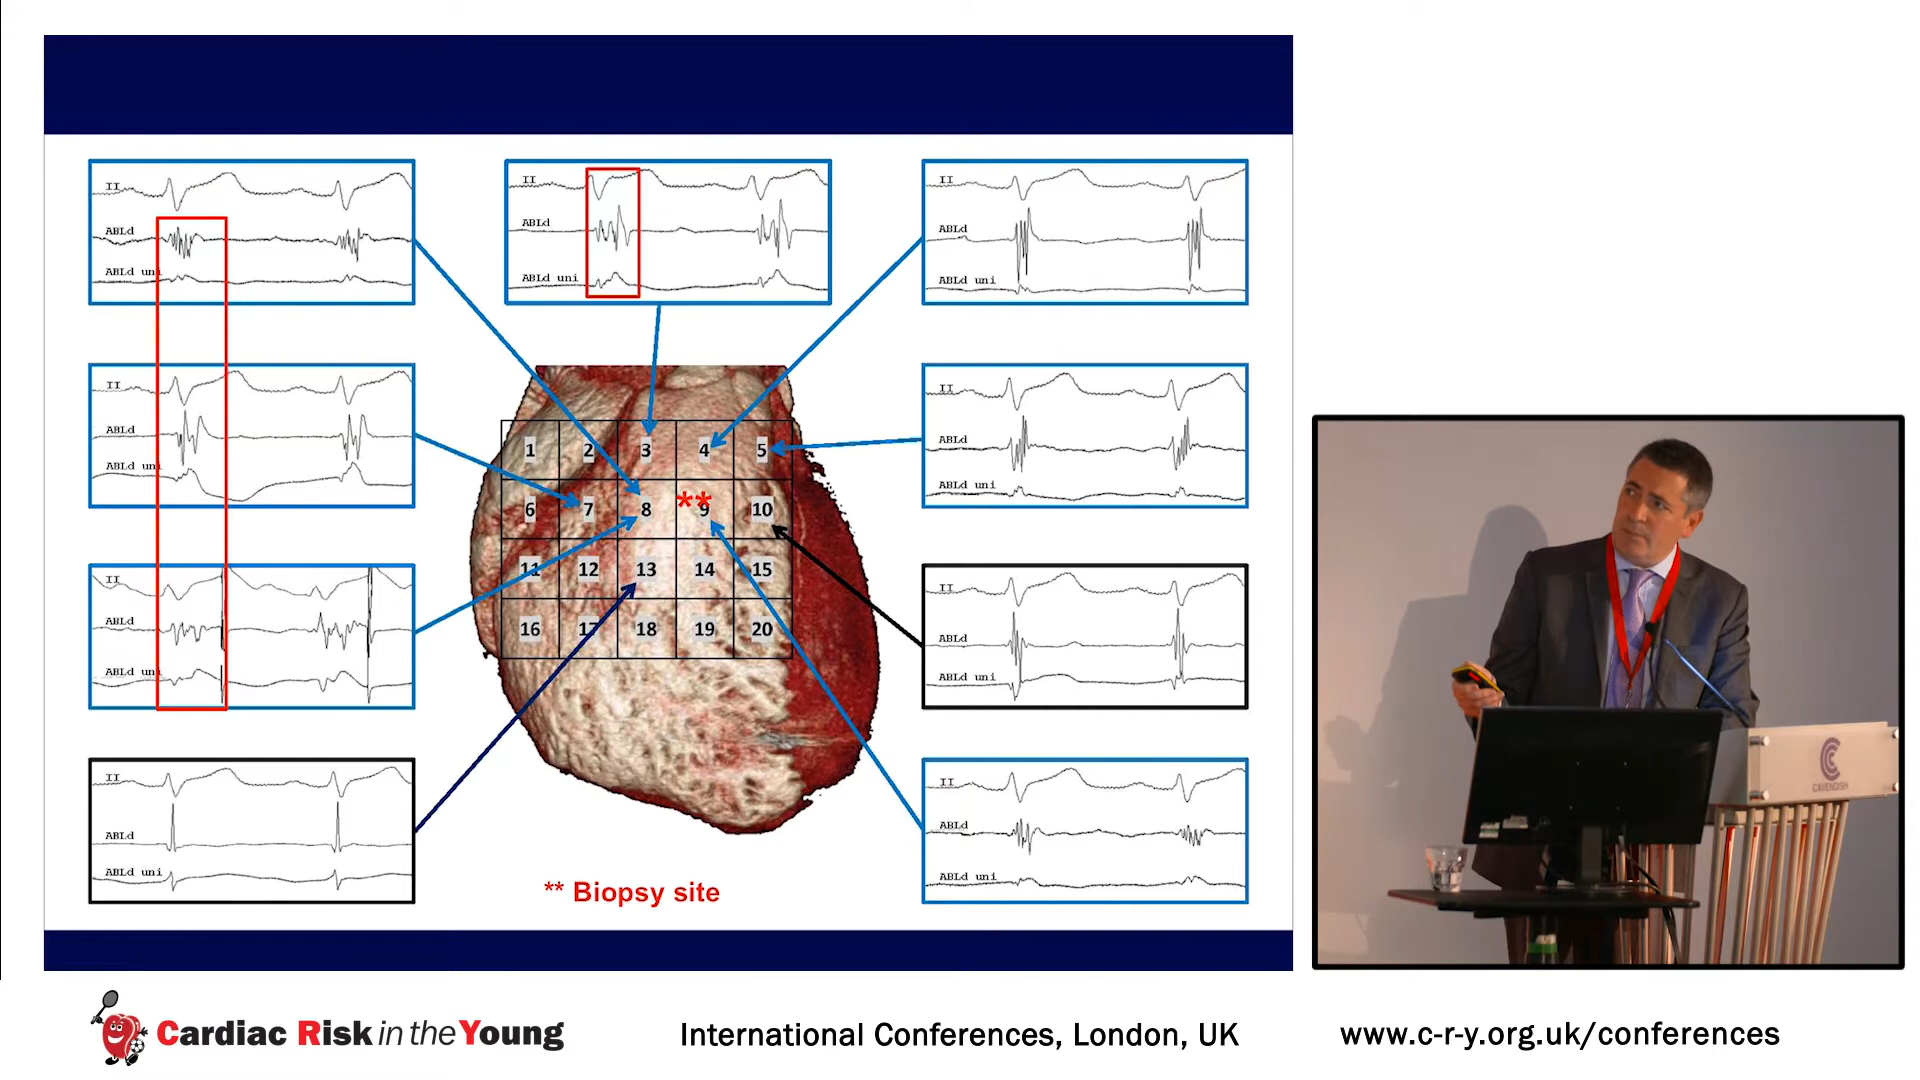 II
ABLd
ABLd uni
II
ABLd
ABLd uni
II
ABLd
ABLd uni
II
ABLd
ABLd uni
II
ABLd
ABLd uni
II
ABLd
ABLd uni
II
ABLd
ABLd uni
II
ABLd
ABLd uni
II
ABLd
ABLd uni
1 2 3 4 5
**
6 7 8 9 10
11 12 13 14 15
16 17 18 19 20
** Biopsy site
CAVENDISH
Cardiac Risk in the Young
International Conferences, London, UK
www.c-r-y.org.uk/conferences